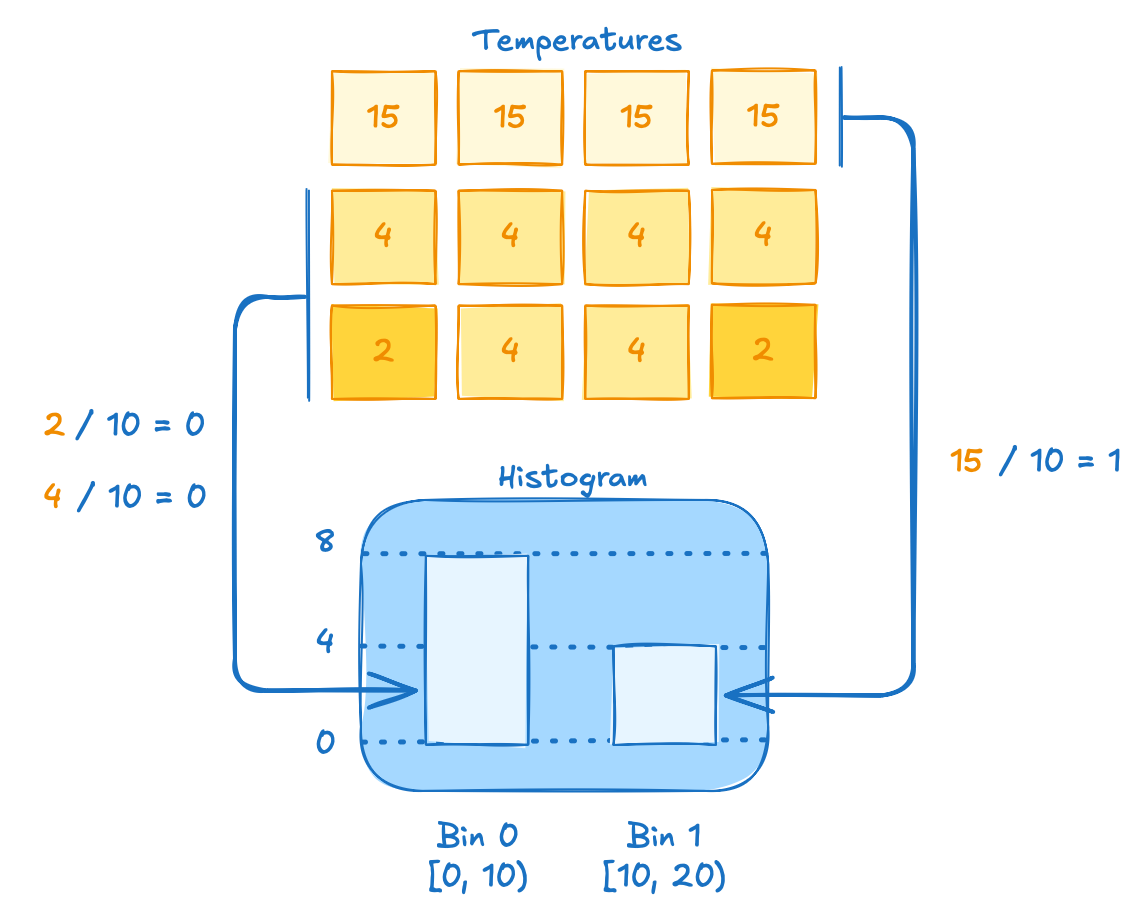 Temperatures
15 15 15 15
4 4 4 4
2 4 4 2
2 / 10 = 0
4 / 10 = 0
15 / 10 = 1
Histogram
8
4
0
Bin 0 Bin 1
[0, 10) [10, 20)